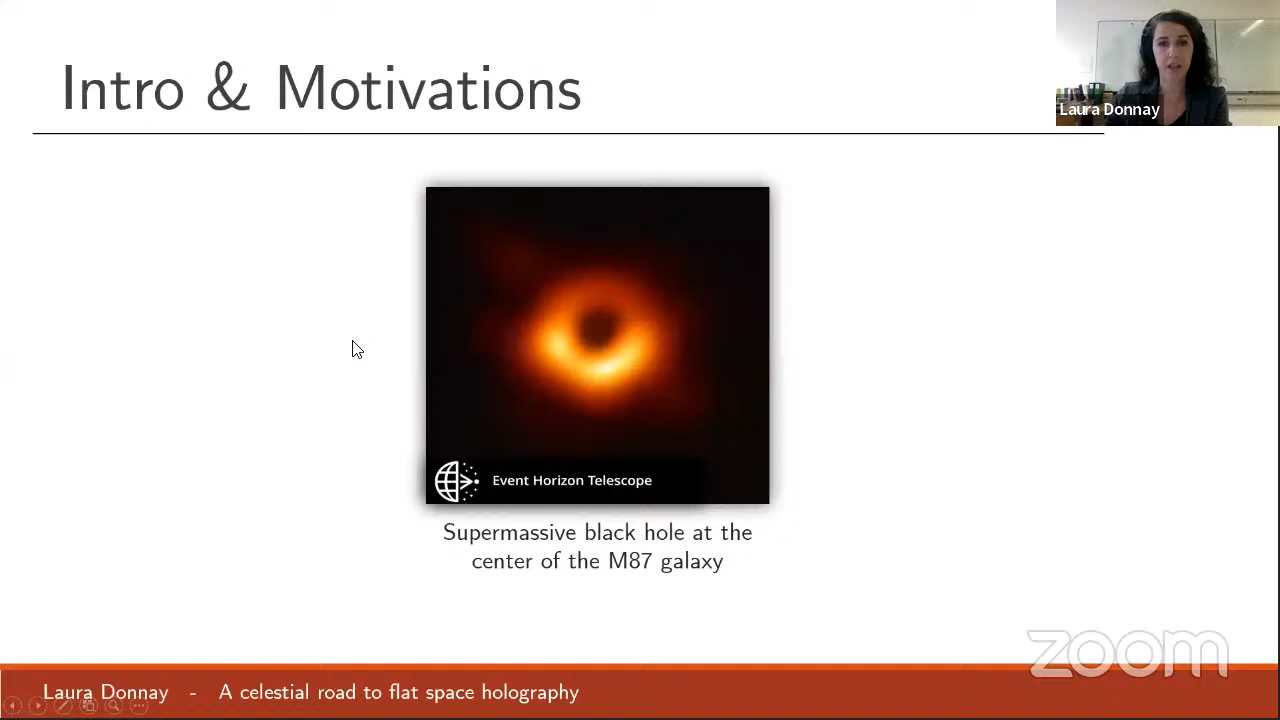 Intro & Motivations
Laura Donnay
Event Horizon Telescope
Supermassive black hole at the
center of the M87 galaxy
zoom
Laura Donnay - A celestial road to flat space holography